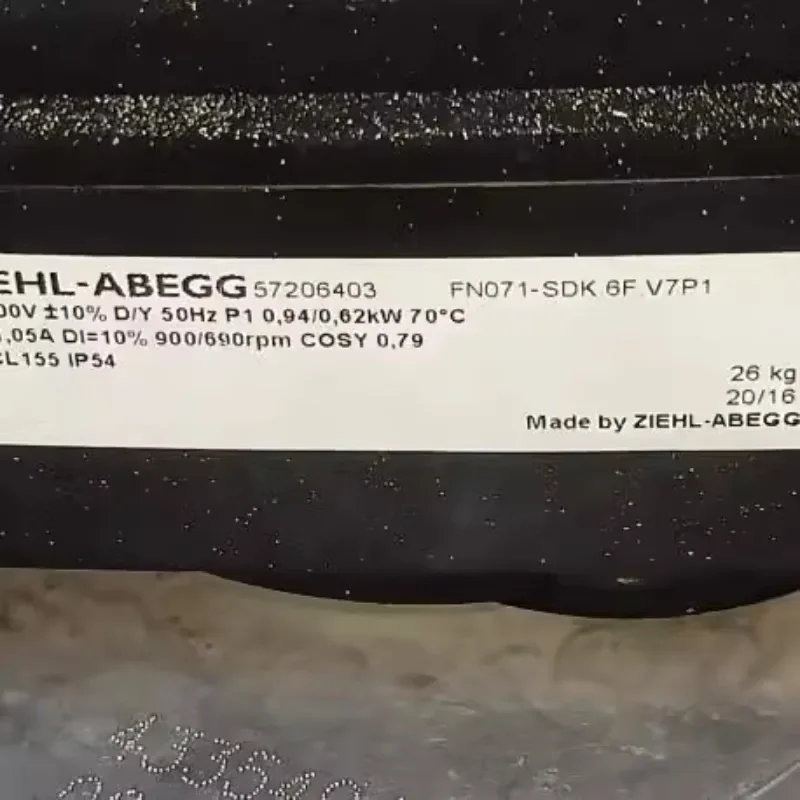 EHL-ABEGG 57206403 FN071-SDK.6F.V7P1
00V ±10% D/Y 50Hz P1 0,94/0,62kW 70°C
,05A DI=10% 900/690rpm COSY 0,79
CL155 IP54
26 kg
20/16
Made by ZIEHL-ABEGG